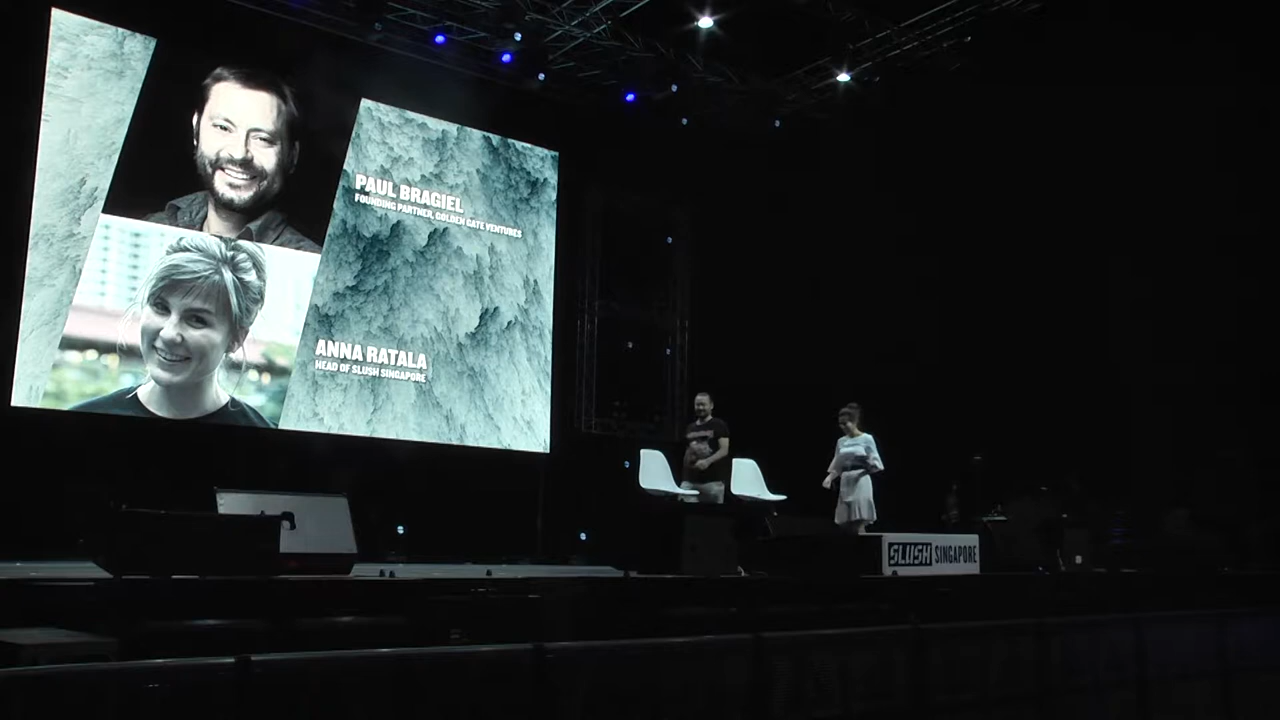 PAUL BRAGIEL
FOUNDING PARTNER, GOLDEN GATE VENTURES
ANNA RATALA
HEAD OF SLUSH SINGAPORE
SLUSH SINGAPORE